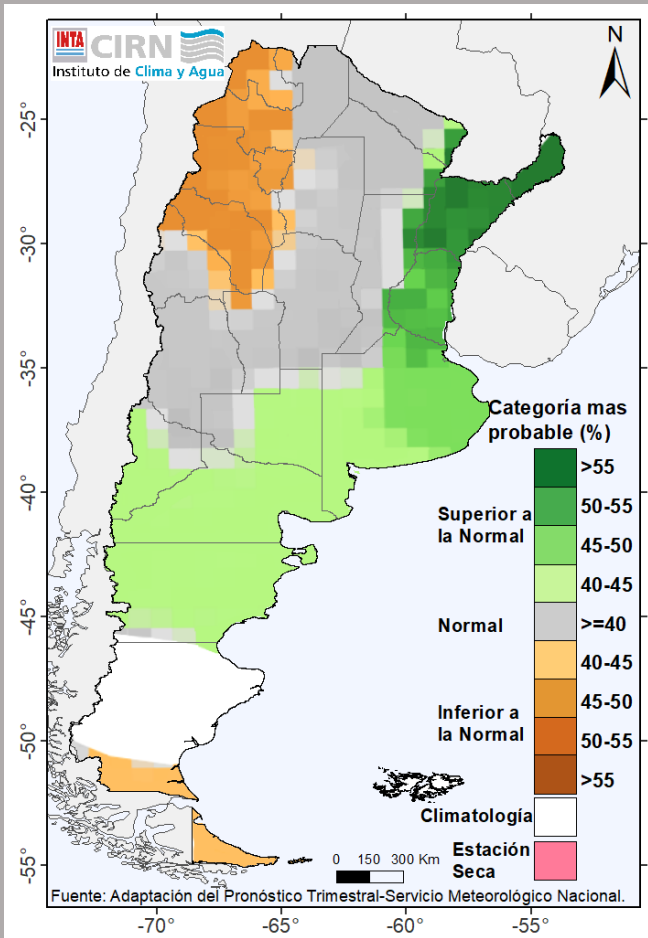 INTA CIRN
Instituto de Clima y Agua
N
25°
30°
35°
40°
45°
50°
55°
Categoría mas
probable (%)
>55
50-55
Superior a
la Normal
45-50
40-45
Normal
>=40
40-45
45-50
Inferior a
la Normal
50-55
>55
Climatología
Estación
Seca
0 150 300 Km
Fuente: Adaptación del Pronóstico Trimestral-Servicio Meteorológico Nacional.
-70° -65° -60° -55°